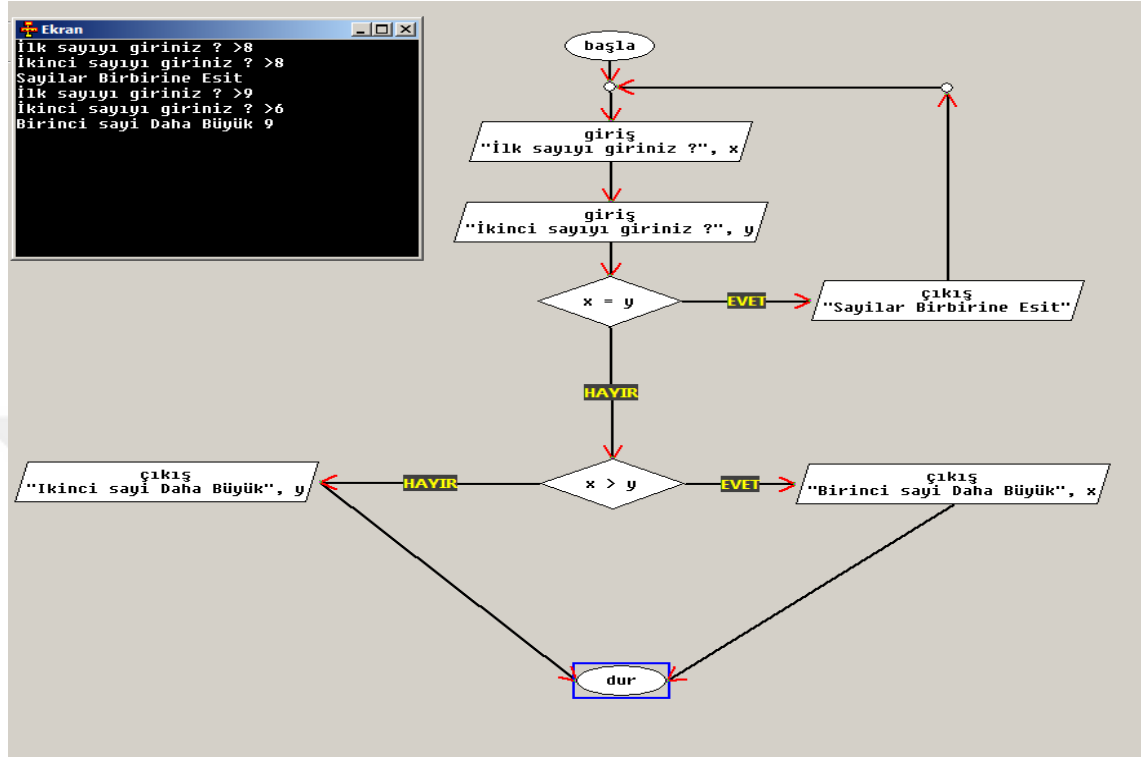 Ekran
İlk sayıyı giriniz ? >8
İkinci sayıyı giriniz ? >8
Sayilar Birbirine Esit
İlk sayıyı giriniz ? >9
İkinci sayıyı giriniz ? >6
Birinci sayi Daha Büyük 9
başla
giriş
"İlk sayıyı giriniz ?", x
giriş
"İkinci sayıyı giriniz ?", y
x = y
EVET
çıkış
"Sayilar Birbirine Esit"
HAYIR
çıkış
"Ikinci sayi Daha Büyük", y
HAYIR
x > y
EVET
çıkış
"Birinci sayi Daha Büyük", x
dur